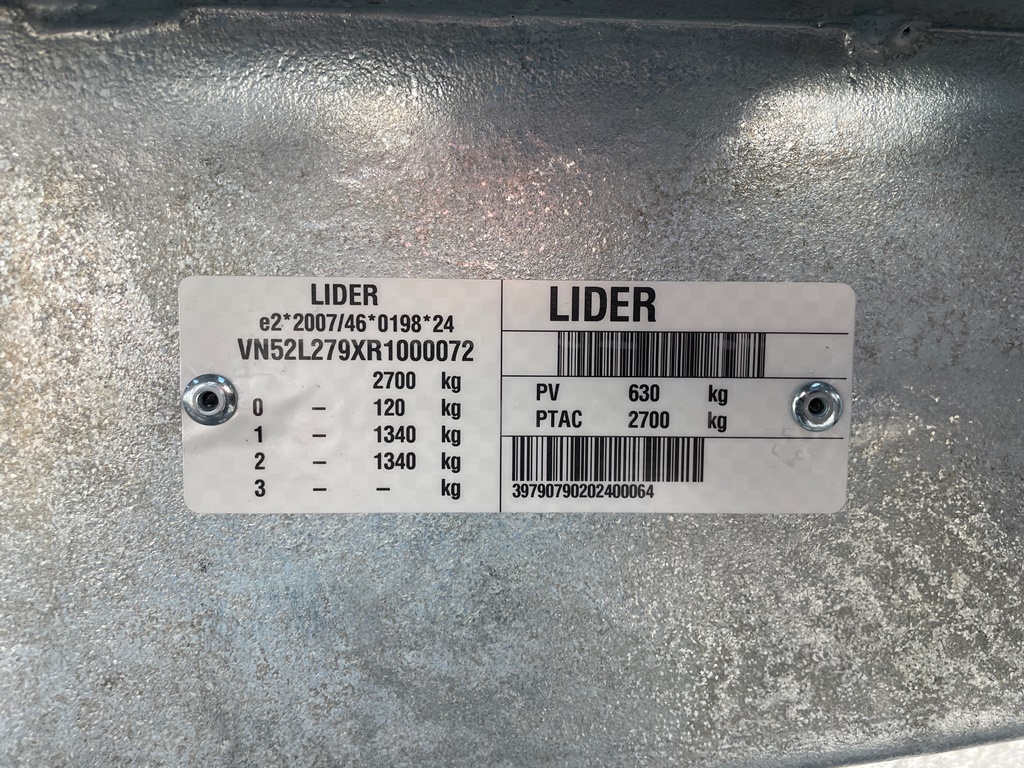 LIDER
e2*2007/46*0198*24
VN52L279XR1000072
2700 kg
0 – 120 kg
1 – 1340 kg
2 – 1340 kg
3 – – kg
LIDER
PV 630 kg
PTAC 2700 kg
39790790202400064